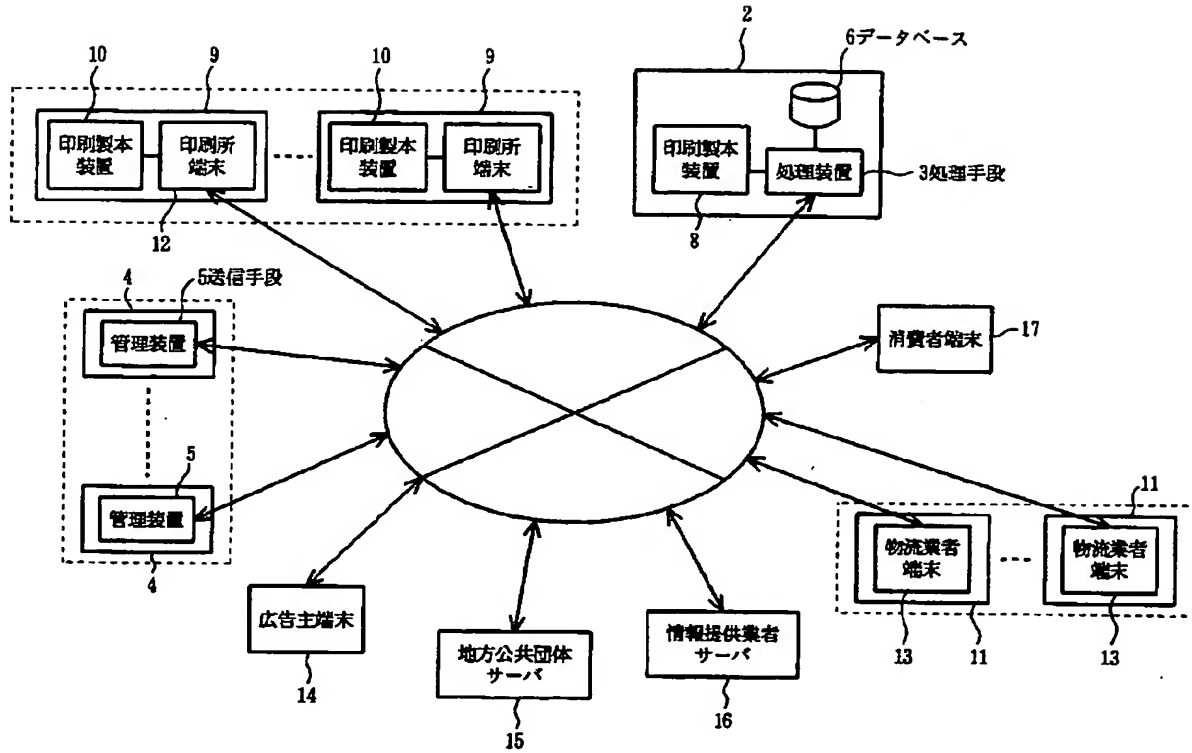 2
6データベース
10
9
10
9
印刷製本
装置
印刷所
端末
印刷製本
装置
印刷所
端末
印刷製本
装置
処理装置
3処理手段
12
8
4
5送信手段
管理装置
消費者端末
17
5
管理装置
4
11
物流業者
端末
物流業者
端末
広告主端末
地方公共団体
サーバ
情報提供業者
サーバ
13
11
13
14
15
16